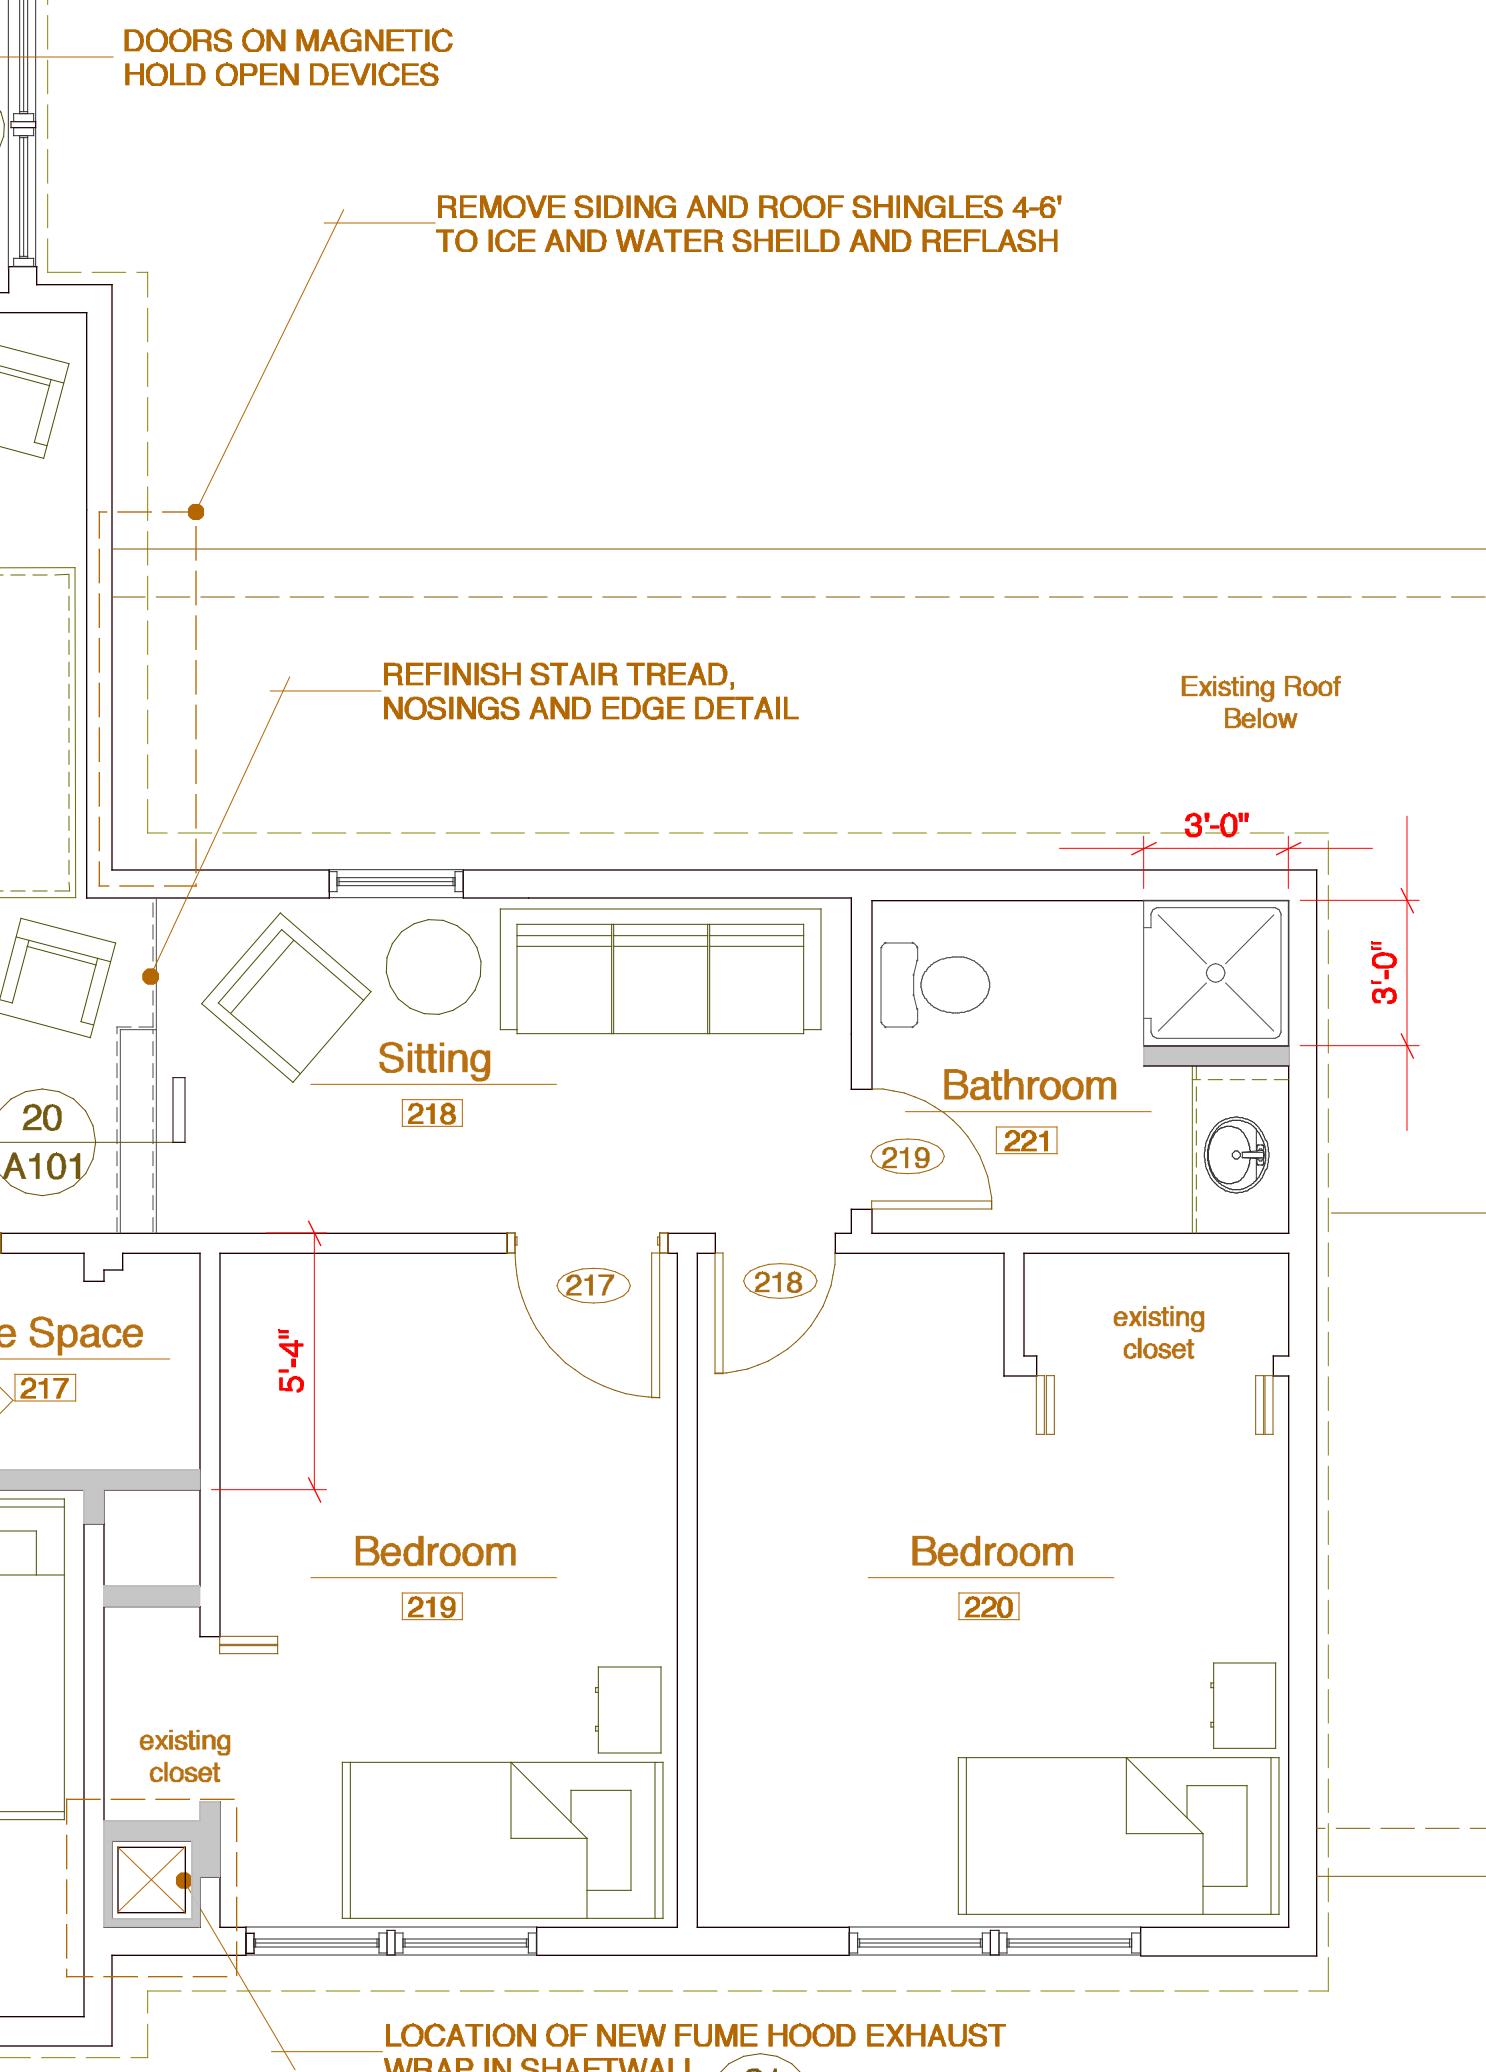 DOORS ON MAGNETIC
HOLD OPEN DEVICES
REMOVE SIDING AND ROOF SHINGLES 4-6'
TO ICE AND WATER SHEILD AND REFLASH
REFINISH STAIR TREAD,
NOSINGS AND EDGE DETAIL
Existing Roof
Below
3'-0"
3'-0"
Sitting
218
Bathroom
221
219
20
A101
217
218
e Space
217
5'-4"
existing
closet
Bedroom
219
Bedroom
220
existing
closet
LOCATION OF NEW FUME HOOD EXHAUST
WRAP IN SHAFTWALL